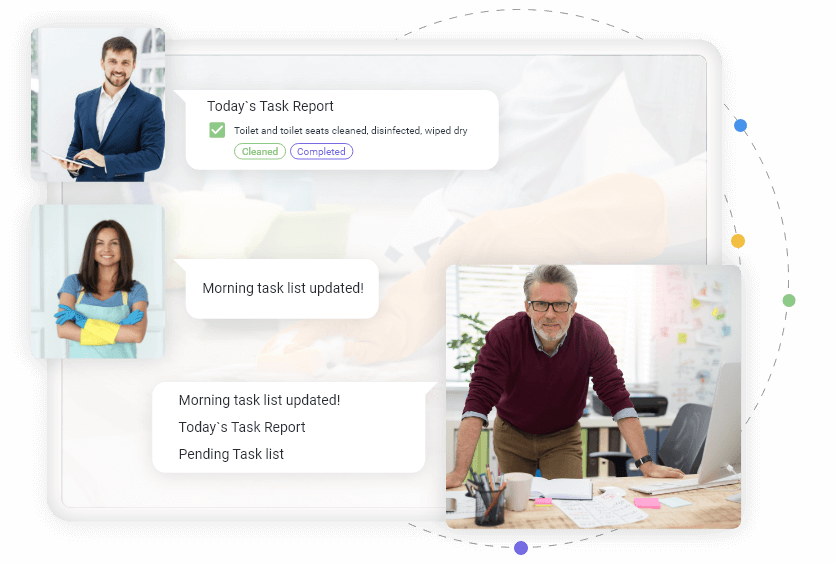 Today`s Task Report
Toilet and toilet seats cleaned, disinfected, wiped dry
Cleaned Completed
Morning task list updated!
Morning task list updated!
Today`s Task Report
Pending Task list